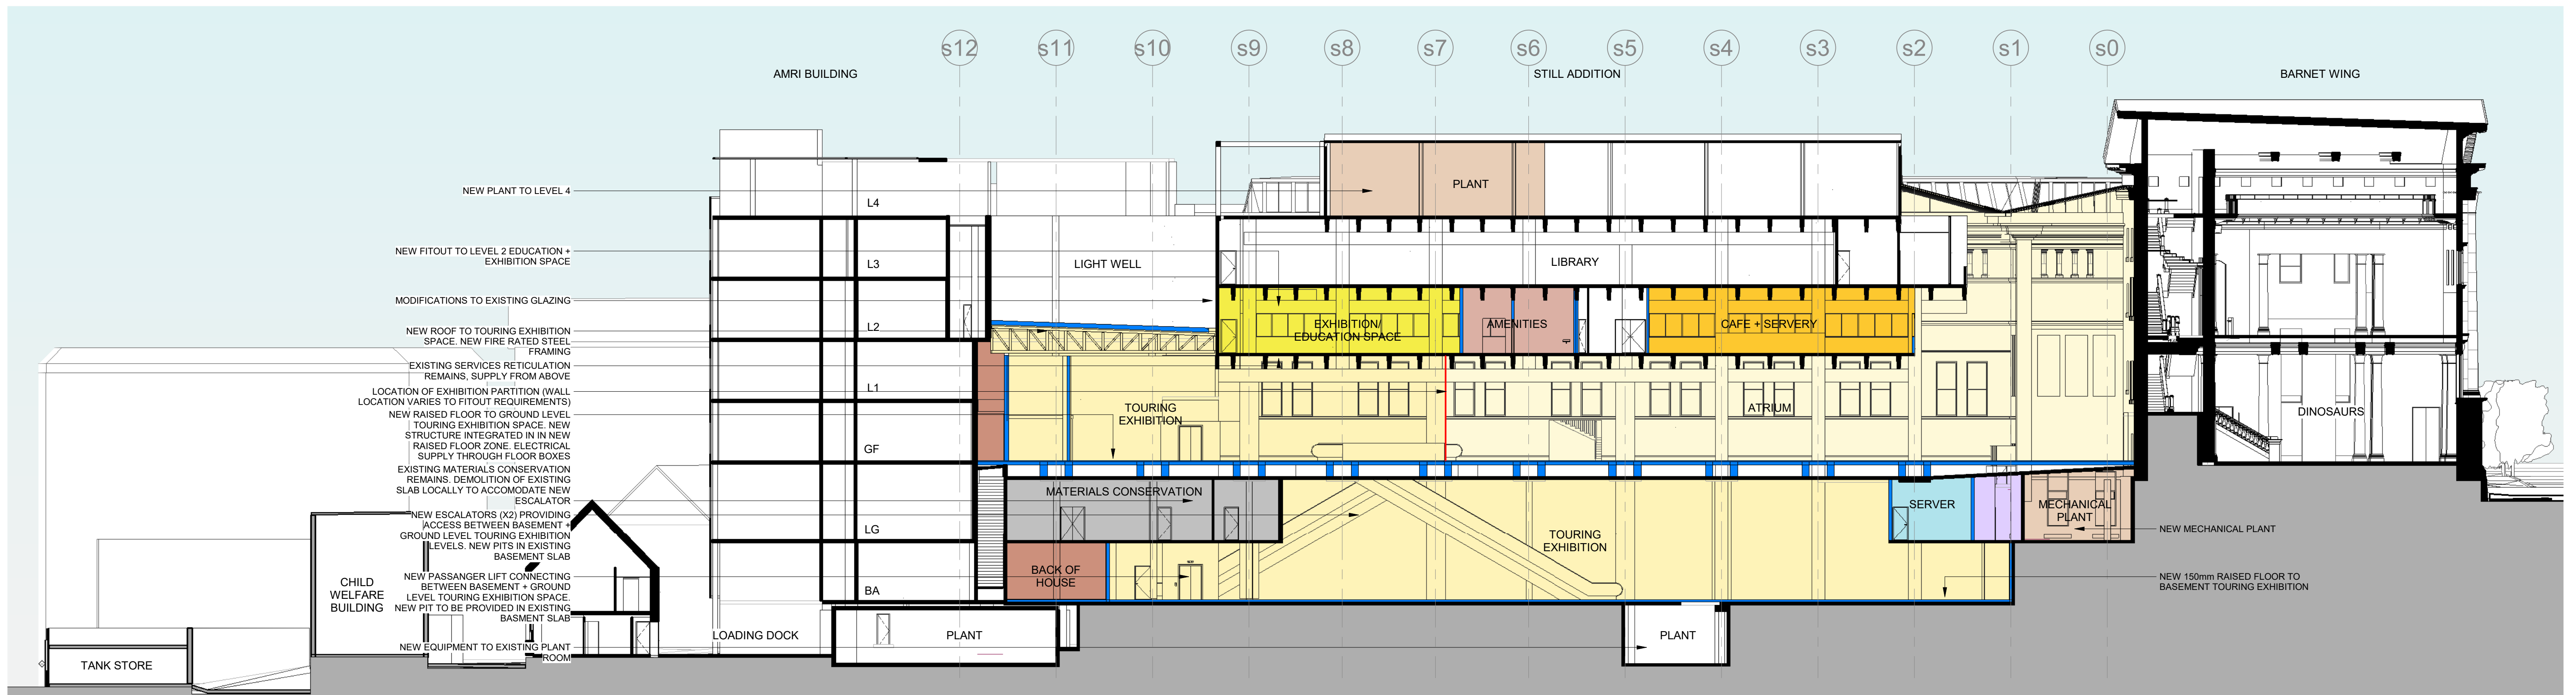 s12
s11
s10
s9
s8
s7
s6
s5
s4
s3
s2
s1
s0
AMRI BUILDING
STILL ADDITION
BARNET WING
NEW PLANT TO LEVEL 4
NEW FITOUT TO LEVEL 2 EDUCATION +
EXHIBITION SPACE
MODIFICATIONS TO EXISTING GLAZING
NEW ROOF TO TOURING EXHIBITION
SPACE. NEW FIRE RATED STEEL
FRAMING
EXISTING SERVICES RETICULATION
REMAINS, SUPPLY FROM ABOVE
LOCATION OF EXHIBITION PARTITION (WALL
LOCATION VARIES TO FITOUT REQUIREMENTS)
NEW RAISED FLOOR TO GROUND LEVEL
TOURING EXHIBITION SPACE. NEW
STRUCTURE INTEGRATED IN IN NEW
RAISED FLOOR ZONE. ELECTRICAL
SUPPLY THROUGH FLOOR BOXES
EXISTING MATERIALS CONSERVATION
REMAINS. DEMOLITION OF EXISTING
SLAB LOCALLY TO ACCOMODATE NEW
ESCALATOR
NEW ESCALATORS (X2) PROVIDING
ACCESS BETWEEN BASEMENT +
GROUND LEVEL TOURING EXHIBITION
LEVELS. NEW PITS IN EXISTING
BASEMENT SLAB
NEW PASSANGER LIFT CONNECTING
BETWEEN BASEMENT + GROUND
LEVEL TOURING EXHIBITION SPACE.
NEW PIT TO BE PROVIDED IN EXISTING
BASMENT SLAB
NEW EQUIPMENT TO EXISTING PLANT
ROOM
TANK STORE
CHILD
WELFARE
BUILDING
LOADING DOCK
PLANT
L4
L3
L2
L1
GF
LG
BA
LIGHT WELL
PLANT
LIBRARY
EXHIBITION/
EDUCATION SPACE
AMENITIES
CAFE + SERVERY
TOURING
EXHIBITION
ATRIUM
MATERIALS CONSERVATION
BACK OF
HOUSE
TOURING
EXHIBITION
SERVER
MECHANICAL
PLANT
PLANT
DINOSAURS
NEW MECHANICAL PLANT
NEW 150mm RAISED FLOOR TO
BASEMENT TOURING EXHIBITION